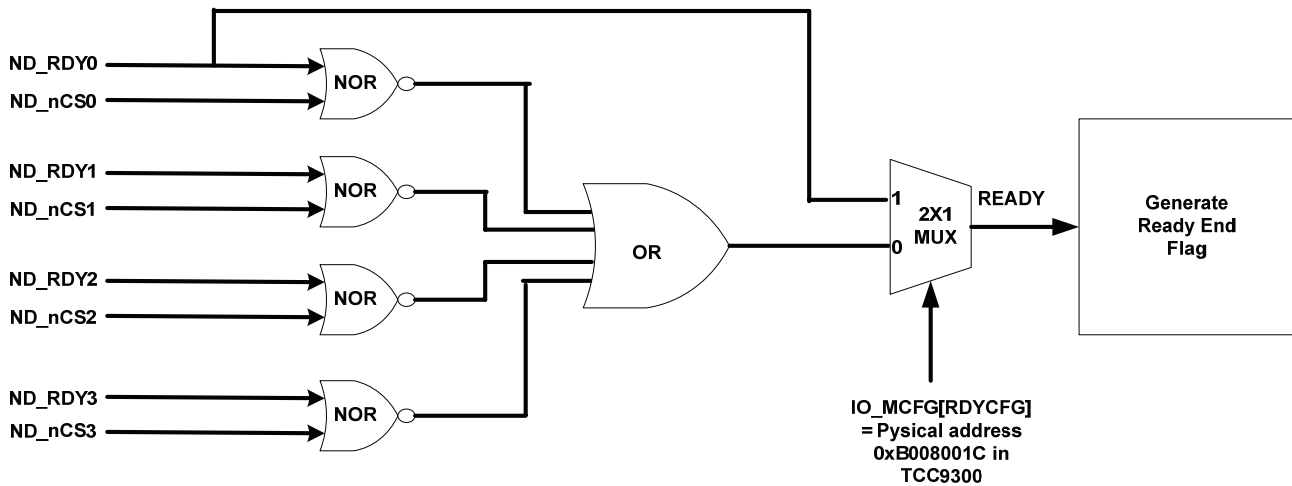 ND_RDY0
ND_nCS0
NOR
ND_RDY1
ND_nCS1
NOR
ND_RDY2
ND_nCS2
NOR
ND_RDY3
ND_nCS3
NOR
OR
1
0
2X1
MUX
READY
Generate
Ready End
Flag
IO_MCFG[RDYCFG]
= Pysical address
0xB008001C in
TCC9300